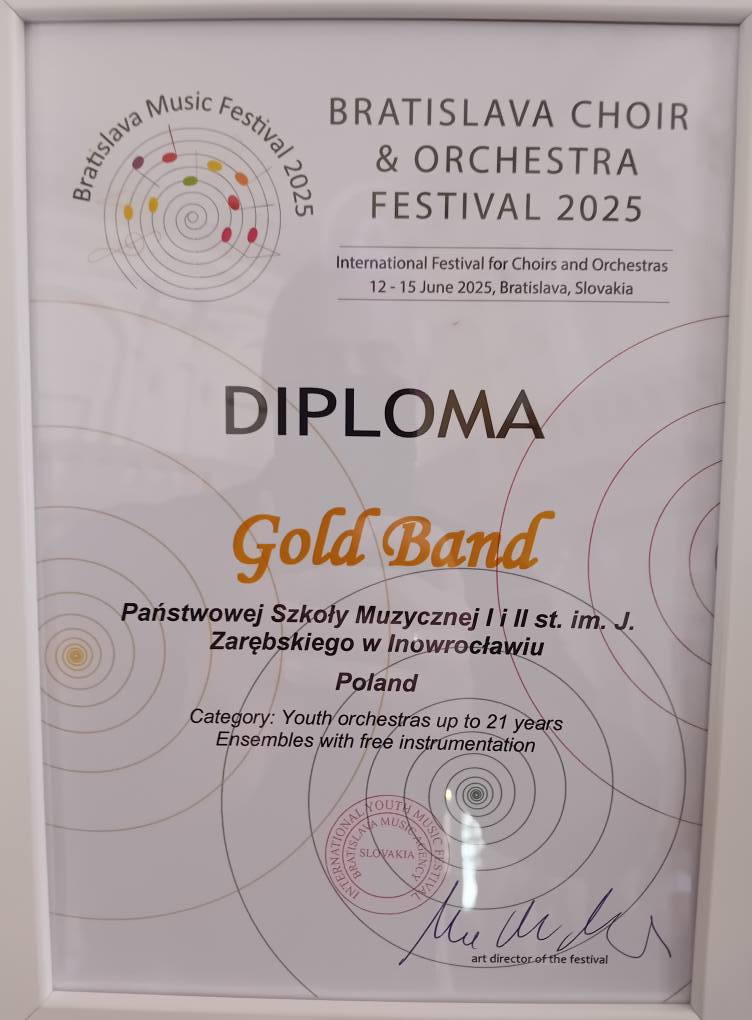 Bratislava Music Festival 2025
BRATISLAVA CHOIR
& ORCHESTRA
FESTIVAL 2025
International Festival for Choirs and Orchestras
12 - 15 June 2025, Bratislava, Slovakia
DIPLOMA
Gold Band
Państwowej Szkoły Muzycznej I i II st. im. J.
Zarębskiego w Inowrocławiu
Poland
Category: Youth orchestras up to 21 years
Ensembles with free instrumentation
INTERNATIONAL YOUTH MUSIC FESTIVAL
BRATISLAVA MUSIC AGENCY
SLOVAKIA
art director of the festival